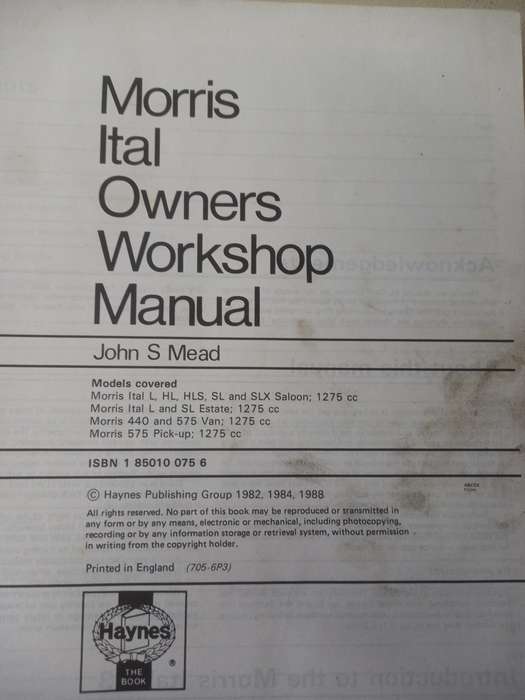 Morris
Ital
Owners
Workshop
Manual
John S Mead
Models covered
Morris Ital L, HL, HLS, SL and SLX Saloon; 1275 cc
Morris Ital L and SL Estate; 1275 cc
Morris 440 and 575 Van; 1275 cc
Morris 575 Pick-up; 1275 cc
ISBN 1 85010 075 6
© Haynes Publishing Group 1982, 1984, 1988
All rights reserved. No part of this book may be reproduced or transmitted in
any form or by any means, electronic or mechanical, including photocopying,
recording or by any information storage or retrieval system, without permission
in writing from the copyright holder.
Printed in England (705-6P3)
Haynes
®
THE
BOOK